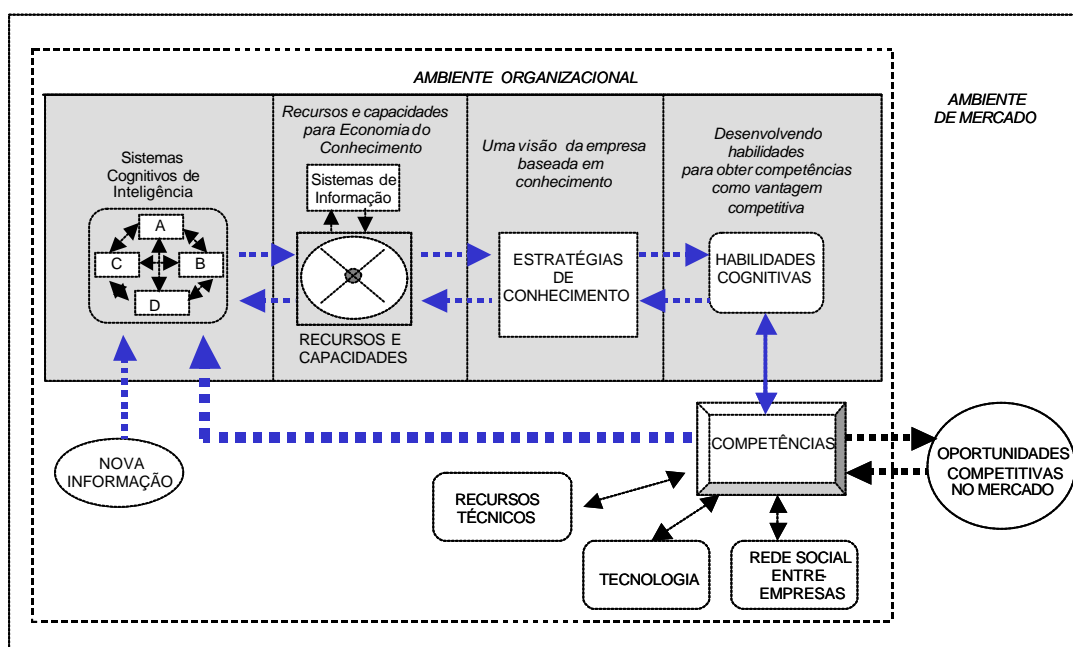 AMBIENTE ORGANIZACIONAL
AMBIENTE
DE MERCADO
Sistemas
Cognitivos de
Inteligência
A
C
B
D
Recursos e capacidades
para Economia do
Conhecimento
Sistemas de
Informação
RECURSOS E
CAPACIDADES
Uma visão da empresa
baseada em
conhecimento
ESTRATÉGIAS
DE
CONHECIMENTO
Desenvolvendo
habilidades
para obter competências
como vantagem
competitiva
HABILIDADES
COGNITIVAS
NOVA
INFORMAÇÃO
COMPETÊNCIAS
OPORTUNIDADES
COMPETITIVAS
NO MERCADO
RECURSOS
TÉCNICOS
TECNOLOGIA
REDE SOCIAL
ENTRE-
EMPRESAS